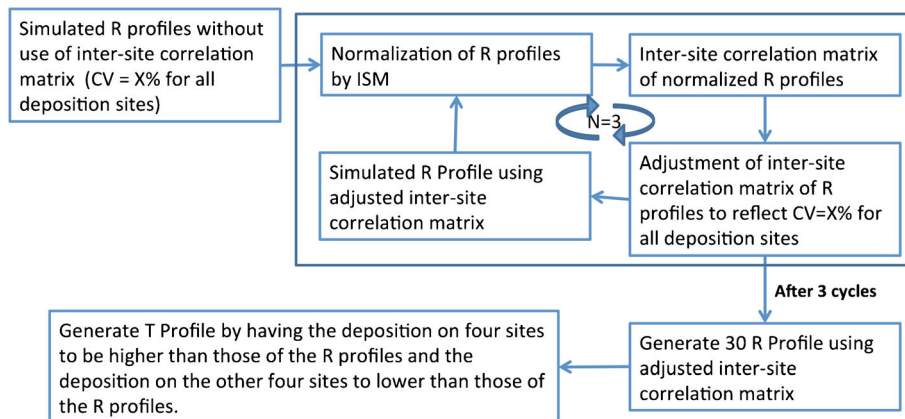 Simulated R profiles without
use of inter-site correlation
matrix (CV = X% for all
deposition sites)
Normalization of R profiles
by ISM
Inter-site correlation matrix
of normalized R profiles
N=3
Simulated R Profile using
adjusted inter-site
correlation matrix
Adjustment of inter-site
correlation matrix of R
profiles to reflect CV=X% for
all deposition sites
After 3 cycles
Generate T Profile by having the deposition on four sites
to be higher than those of the R profiles and the
deposition on the other four sites to lower than those of
the R profiles.
Generate 30 R Profile using
adjusted inter-site
correlation matrix